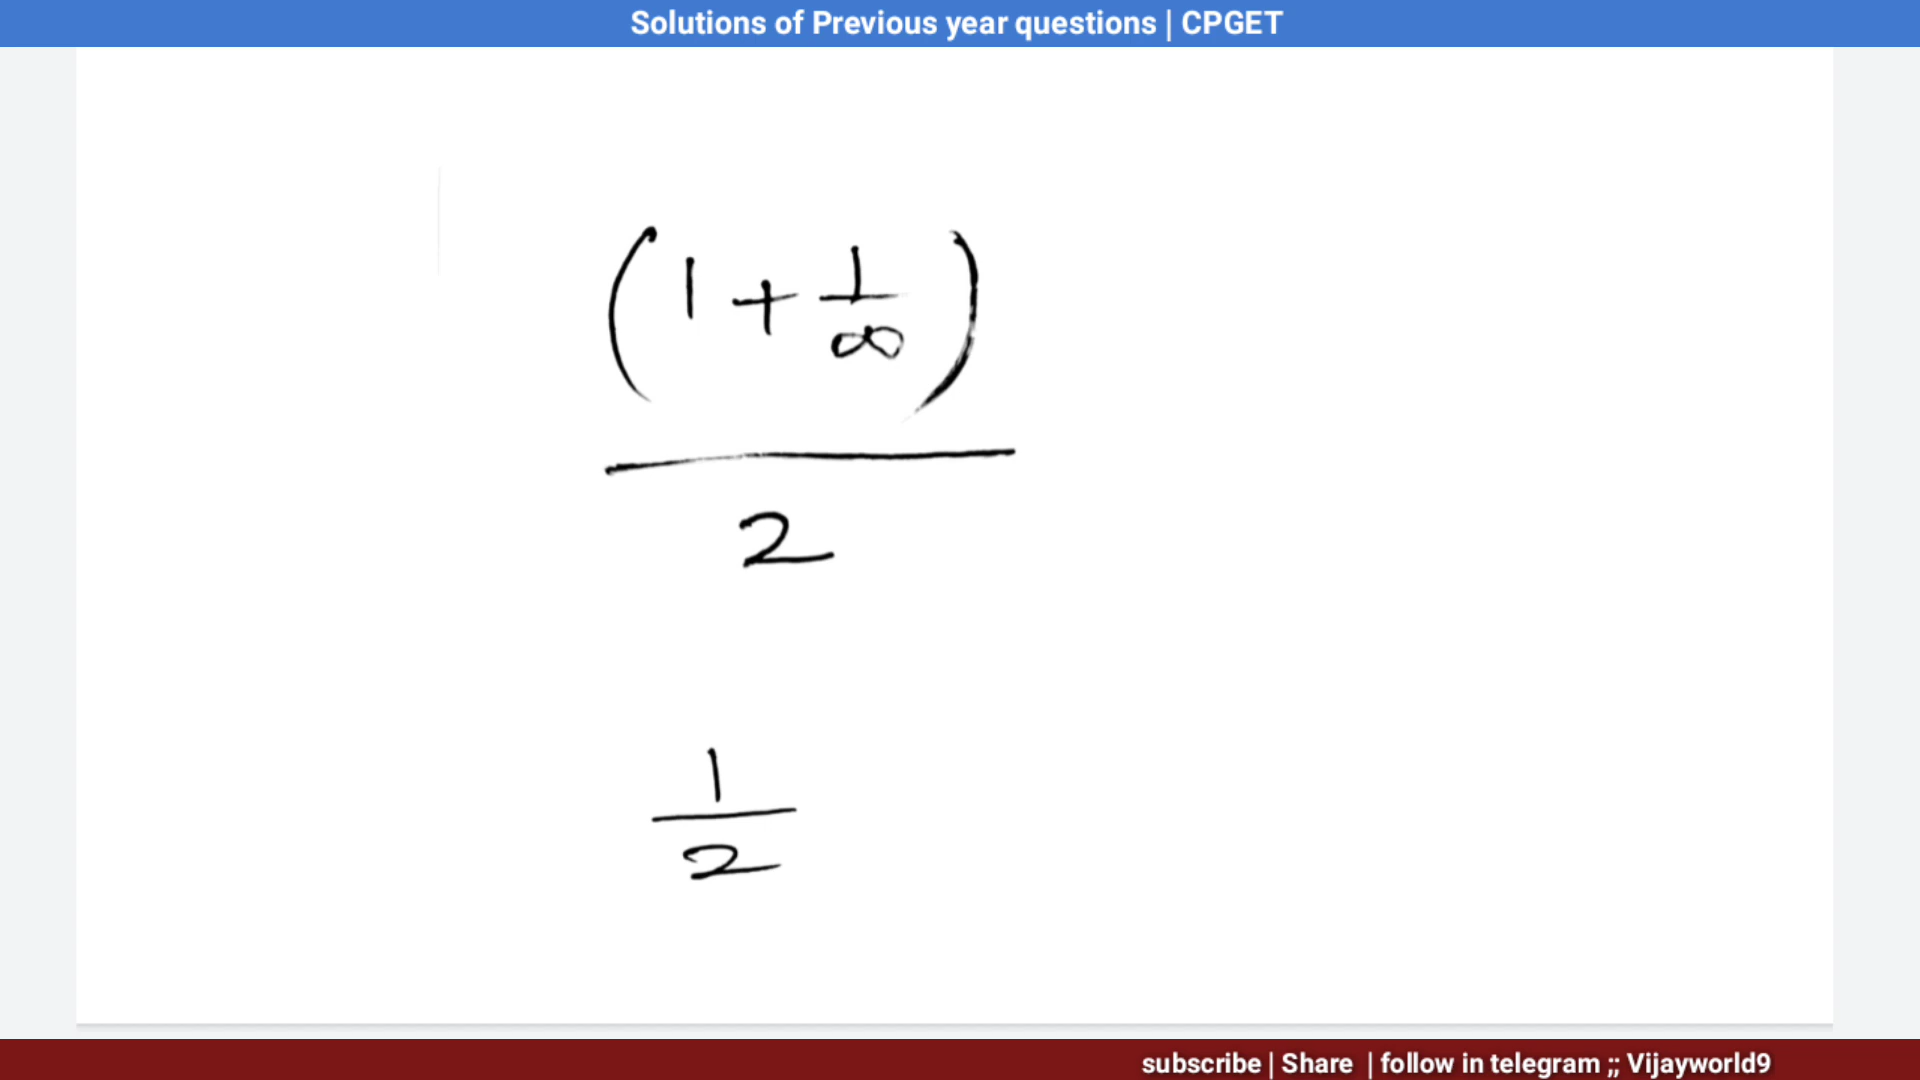 Solutions of Previous year questions | CPGET
(1 + 1/∞)
2
1
2
subscribe | Share | follow in telegram ;; Vijayworld9